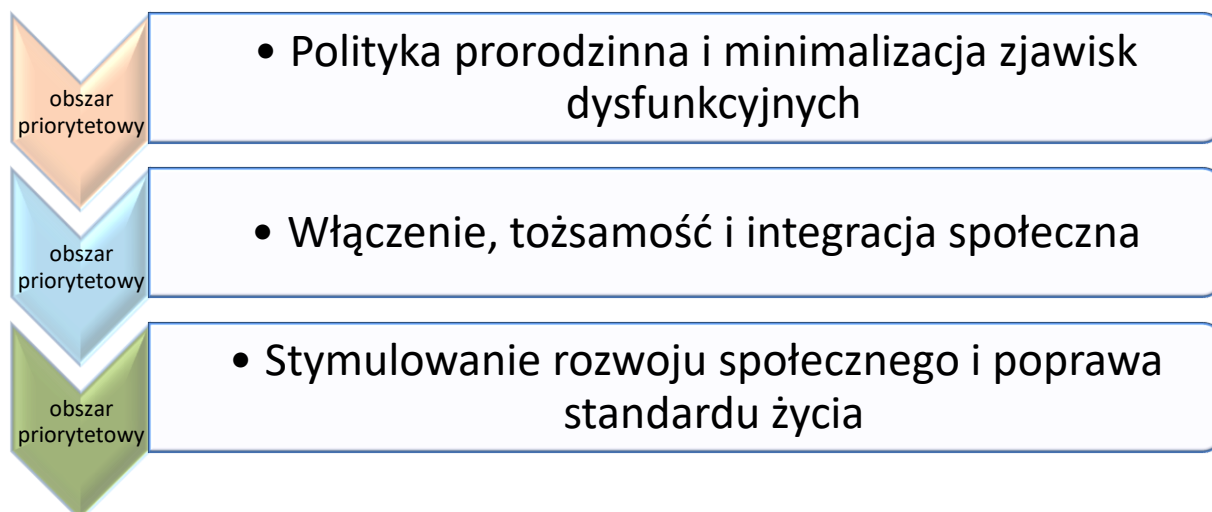 obszar
priorytetowy
• Polityka prorodzinna i minimalizacja zjawisk
dysfunkcyjnych
obszar
priorytetowy
• Włączenie, tożsamość i integracja społeczna
obszar
priorytetowy
• Stymulowanie rozwoju społecznego i poprawa
standardu życia